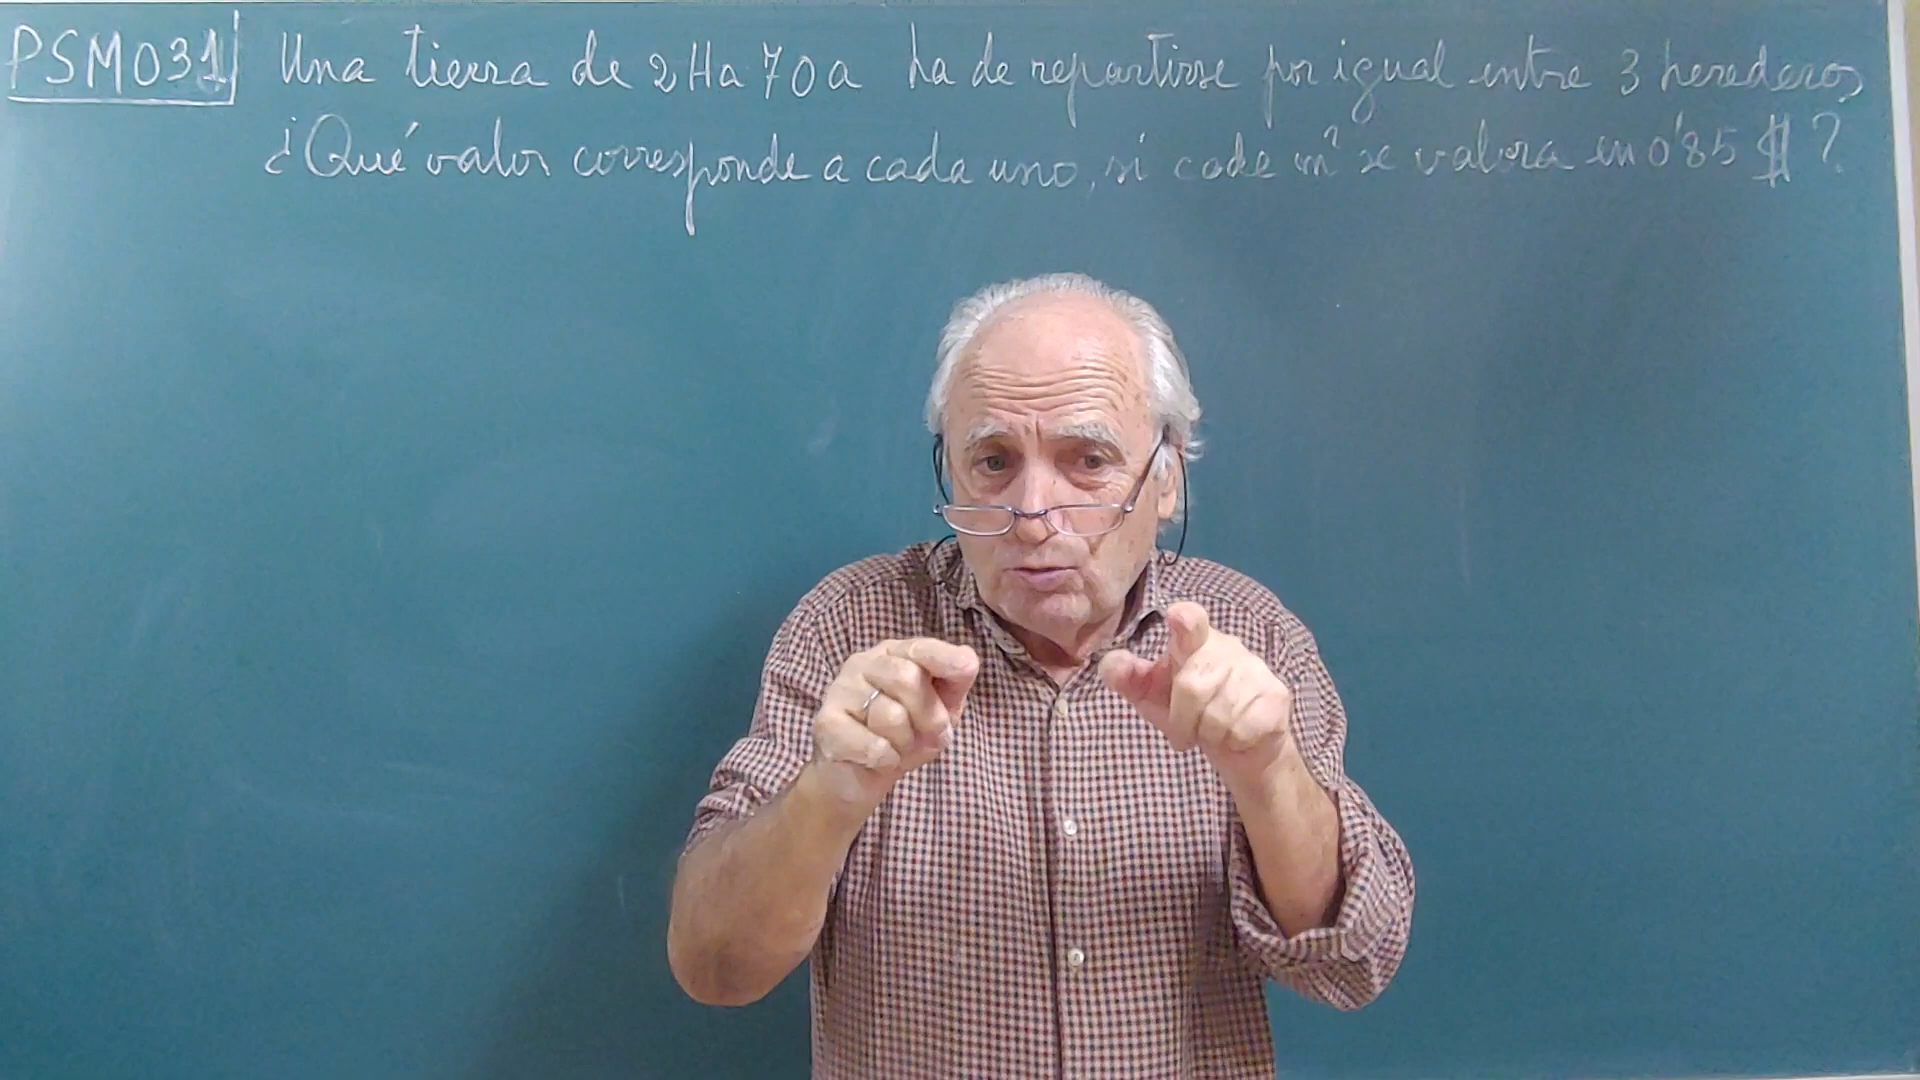 PSM031 Una tierra de 2 Ha 70 a ha de repartirse por igual entre 3 herederos,
¿Qué valor corresponde a cada uno, si cada m² se valora en 0'85 $?